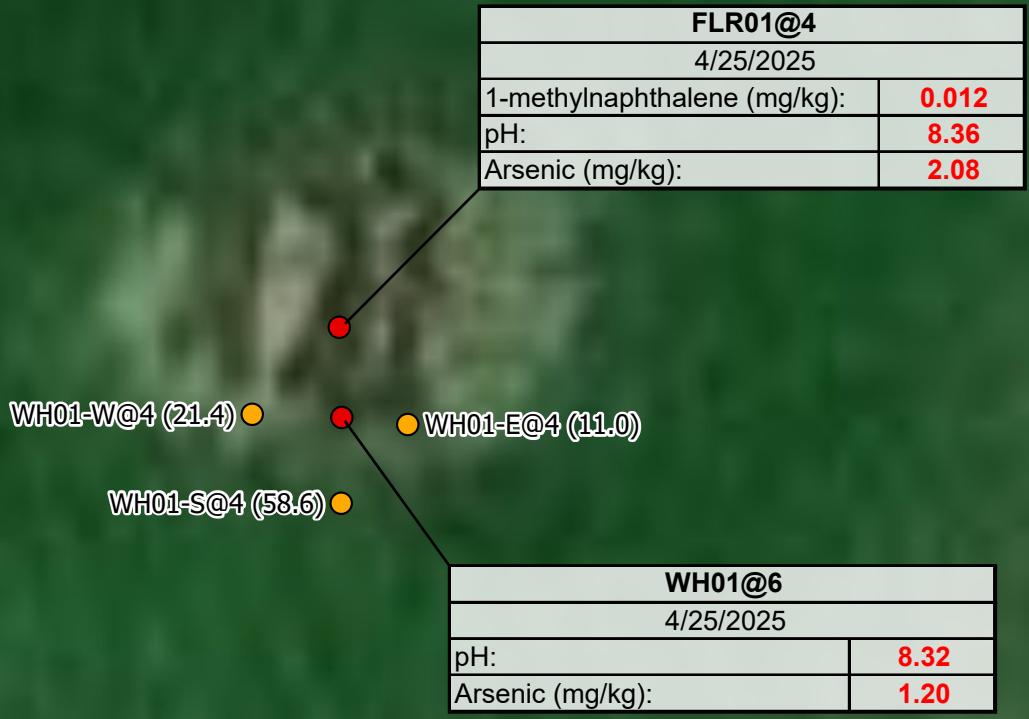 FLR01@4
4/25/2025
1-methylnaphthalene (mg/kg): 0.012
pH: 8.36
Arsenic (mg/kg): 2.08
WH01-W@4 (21.4)
WH01-E@4 (11.0)
WH01-S@4 (58.6)
WH01@6
4/25/2025
pH: 8.32
Arsenic (mg/kg): 1.20